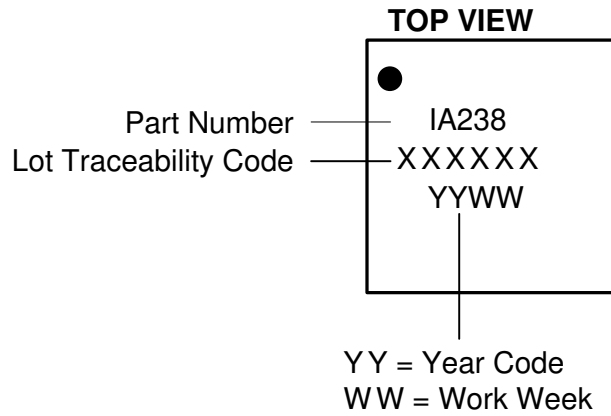 TOP VIEW
Part Number
IA238
Lot Traceability Code
XXXXXX
YYWW
YY = Year Code
WW = Work Week